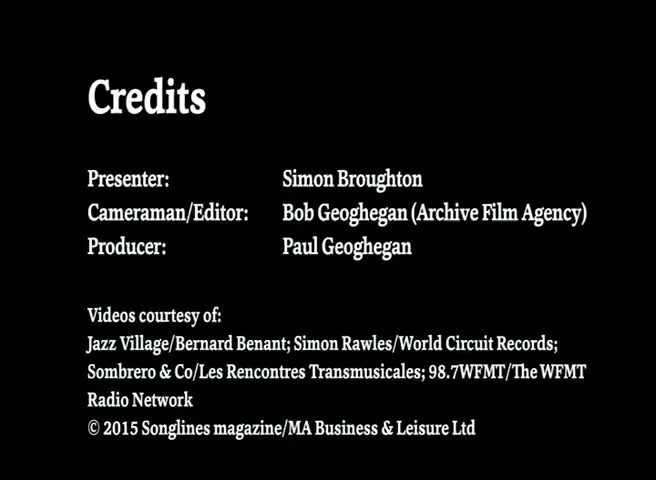 Credits
Presenter: Simon Broughton
Cameraman/Editor: Bob Geoghegan (Archive Film Agency)
Producer: Paul Geoghegan
Videos courtesy of:
Jazz Village/Bernard Benant; Simon Rawles/World Circuit Records;
Sombrero & Co/Les Rencontres Transmusicales; 98.7WFMT/The WFMT
Radio Network
© 2015 Songlines magazine/MA Business & Leisure Ltd